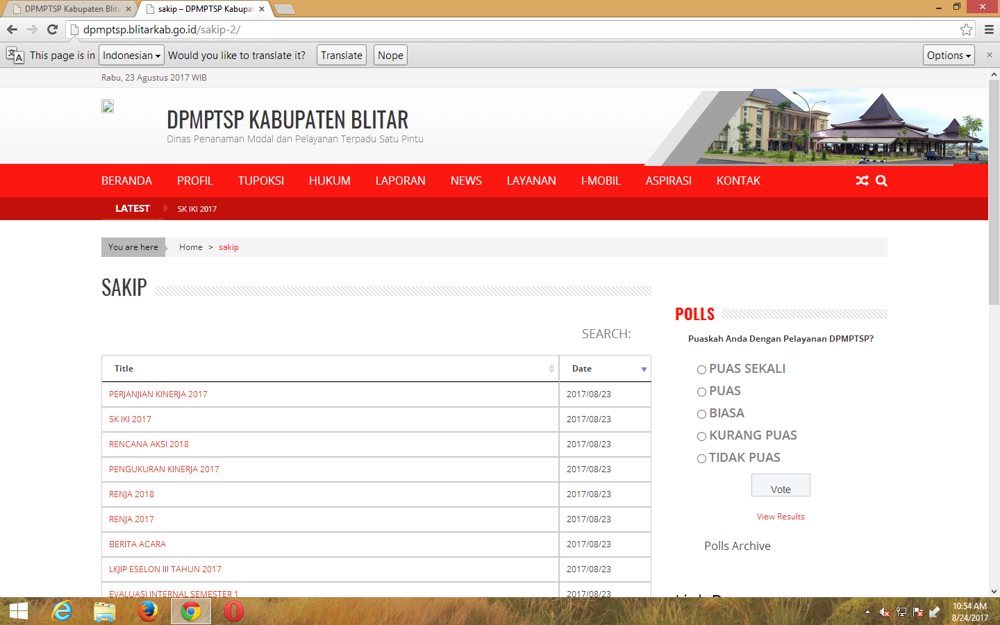 DPMPTSP Kabupaten Blita
sakip – DPMPTSP Kabupat
dpmptsp.blitarkab.go.id/sakip-2/
This page is in Indonesian Would you like to translate it? Translate Nope Options
Rabu, 23 Agustus 2017 WIB
DPMPTSP KABUPATEN BLITAR
Dinas Penanaman Modal dan Pelayanan Terpadu Satu Pintu
BERANDA PROFIL TUPOKSI HUKUM LAPORAN NEWS LAYANAN I-MOBIL ASPIRASI KONTAK
LATEST SK IKI 2017
You are here Home > sakip
SAKIP
SEARCH:
Title Date
PERJANJIAN KINERJA 2017 2017/08/23
SK IKI 2017 2017/08/23
RENCANA AKSI 2018 2017/08/23
PENGUKURAN KINERJA 2017 2017/08/23
RENJA 2018 2017/08/23
RENJA 2017 2017/08/23
BERITA ACARA 2017/08/23
LKJIP ESELON III TAHUN 2017 2017/08/23
EVALUASI INTERNAL SEMESTER 1 2017/08/23
POLLS
Puaskah Anda Dengan Pelayanan DPMPTSP?
PUAS SEKALI
PUAS
BIASA
KURANG PUAS
TIDAK PUAS
Vote
View Results
Polls Archive
10:54 AM
8/24/2017